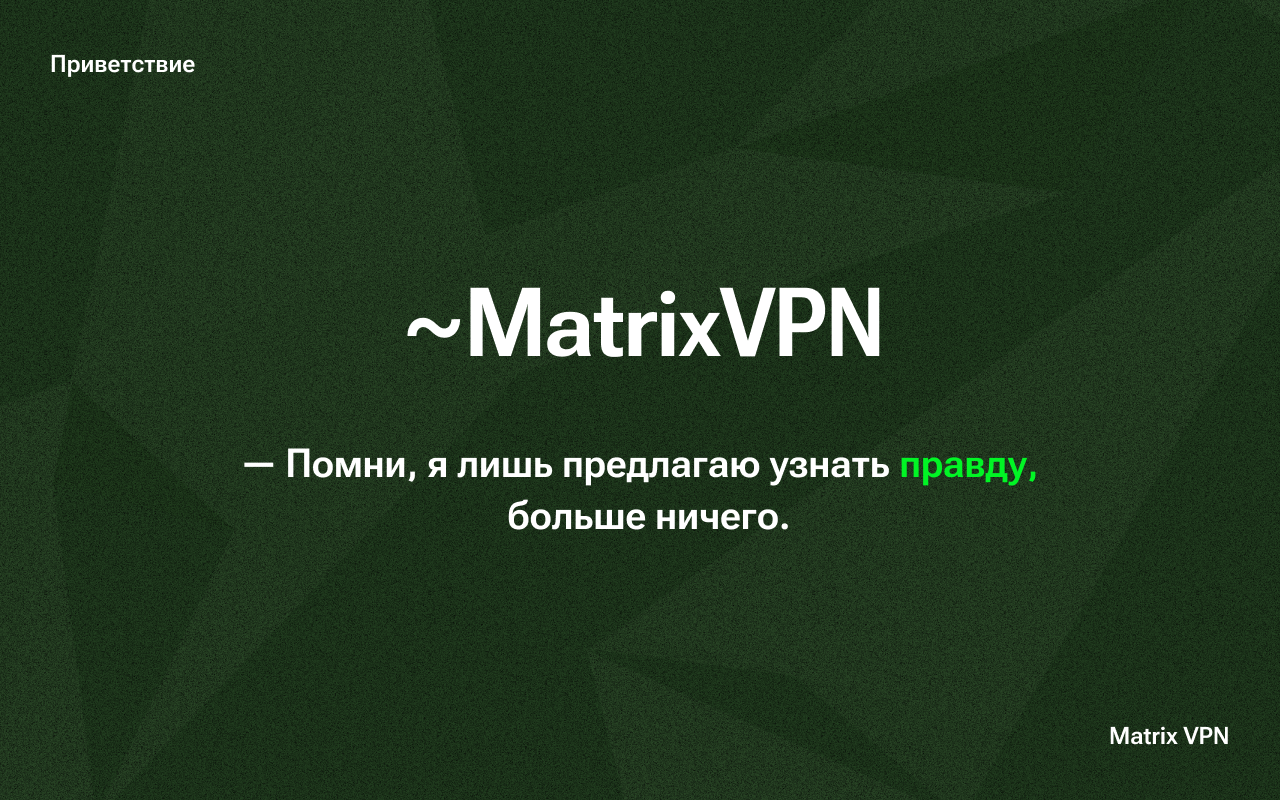 Приветствие
~MatrixVPN
— Помни, я лишь предлагаю узнать правду,
больше ничего.
Matrix VPN